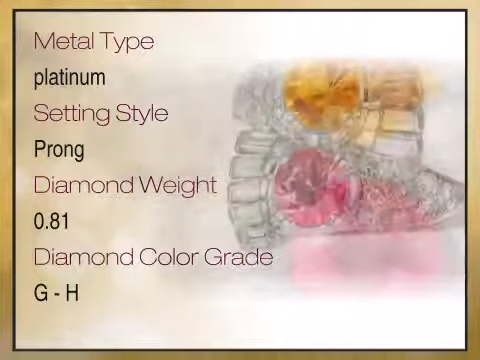 Metal Type
platinum
Setting Style
Prong
Diamond Weight
0.81
Diamond Color Grade
G - H